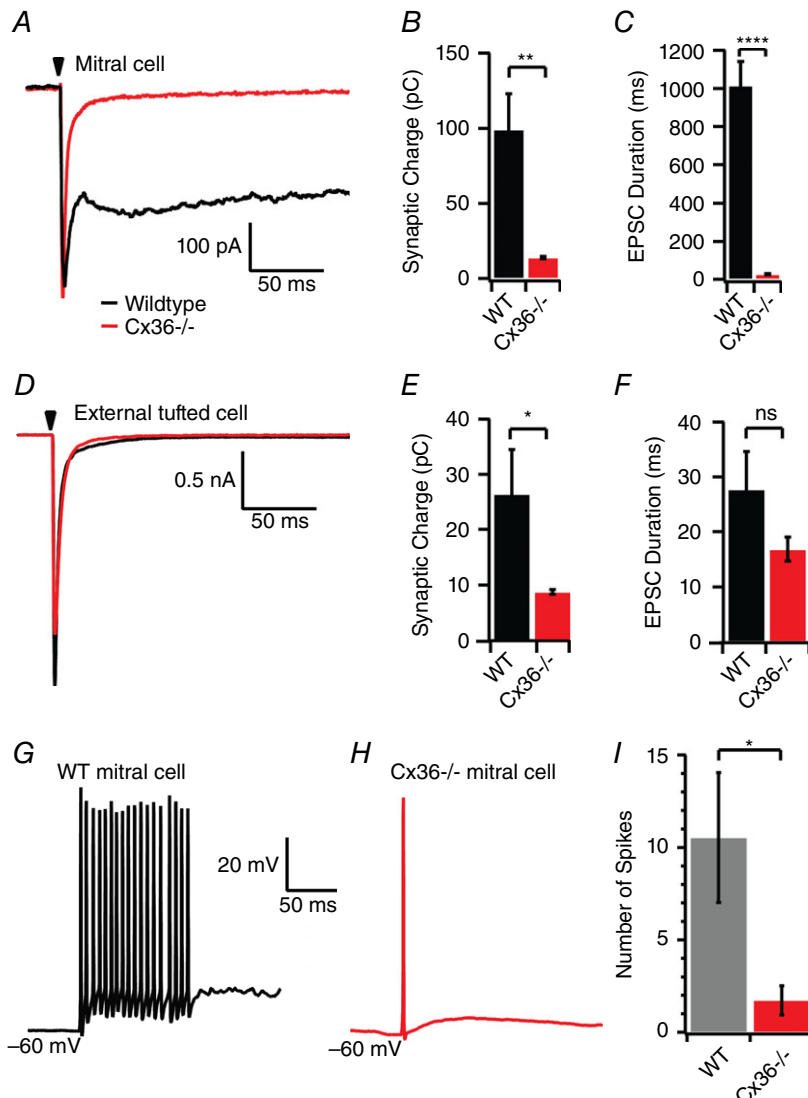 A
Mitral cell
100 pA
50 ms
Wildtype
Cx36-/-
B
Synaptic Charge (pC)
150
100
50
0
**
WT
Cx36-/-
C
EPSC Duration (ms)
1200
1000
800
600
400
200
0
****
WT
Cx36-/-
D
External tufted cell
0.5 nA
50 ms
E
Synaptic Charge (pC)
40
30
20
10
0
*
WT
Cx36-/-
F
EPSC Duration (ms)
40
30
20
10
0
ns
WT
Cx36-/-
G
WT mitral cell
20 mV
50 ms
–60 mV
H
Cx36-/- mitral cell
–60 mV
I
Number of Spikes
15
10
5
0
*
WT
Cx36-/-